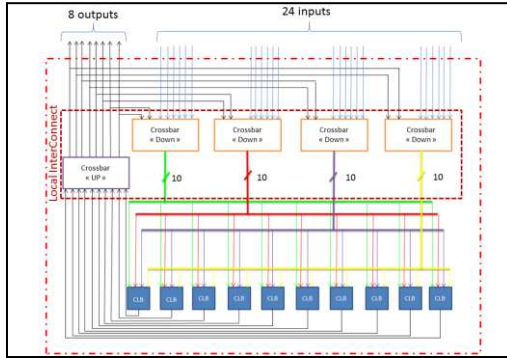 8 outputs
24 inputs
Local InterConnect
Crossbar
« Down »
Crossbar
« Down »
Crossbar
« Down »
Crossbar
« Down »
Crossbar
« UP »
10
10
10
10
CLB
CLB
CLB
CLB
CLB
CLB
CLB
CLB
CLB
CLB